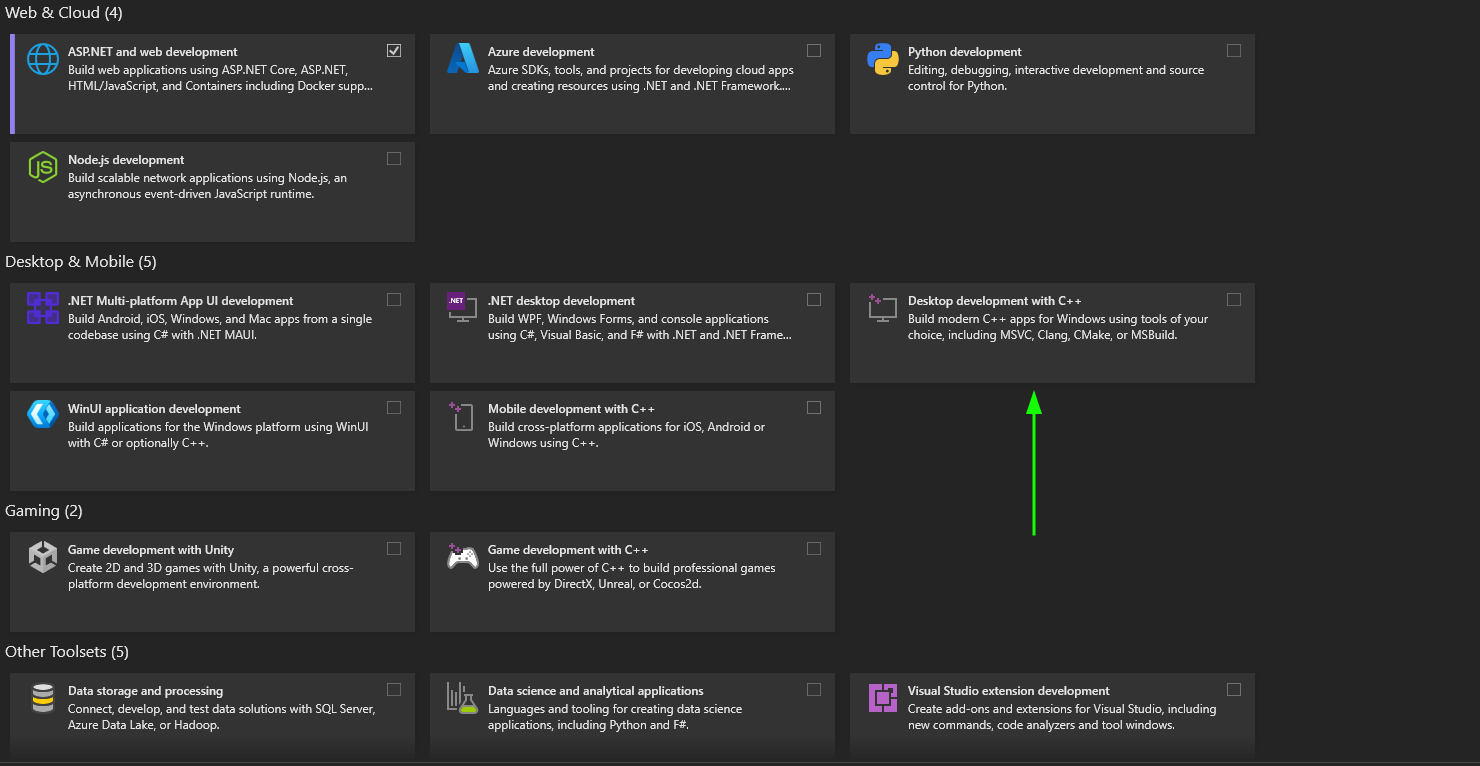 Web & Cloud (4)
ASP.NET and web development
Build web applications using ASP.NET Core, ASP.NET,
HTML/JavaScript, and Containers including Docker supp...
Azure development
Azure SDKs, tools, and projects for developing cloud apps
and creating resources using .NET and .NET Framework....
Python development
Editing, debugging, interactive development and source
control for Python.
JS
Node.js development
Build scalable network applications using Node.js, an
asynchronous event-driven JavaScript runtime.
Desktop & Mobile (5)
.NET Multi-platform App UI development
Build Android, iOS, Windows, and Mac apps from a single
codebase using C# with .NET MAUI.
.NET
.NET desktop development
Build WPF, Windows Forms, and console applications
using C#, Visual Basic, and F# with .NET and .NET Frame...
Desktop development with C++
Build modern C++ apps for Windows using tools of your
choice, including MSVC, Clang, CMake, or MSBuild.
WinUI application development
Build applications for the Windows platform using WinUI
with C# or optionally C++.
Mobile development with C++
Build cross-platform applications for iOS, Android or
Windows using C++.
Gaming (2)
Game development with Unity
Create 2D and 3D games with Unity, a powerful cross-
platform development environment.
Game development with C++
Use the full power of C++ to build professional games
powered by DirectX, Unreal, or Cocos2d.
Other Toolsets (5)
Data storage and processing
Connect, develop, and test data solutions with SQL Server,
Azure Data Lake, or Hadoop.
Data science and analytical applications
Languages and tooling for creating data science
applications, including Python and F#.
Visual Studio extension development
Create add-ons and extensions for Visual Studio, including
new commands, code analyzers and tool windows.